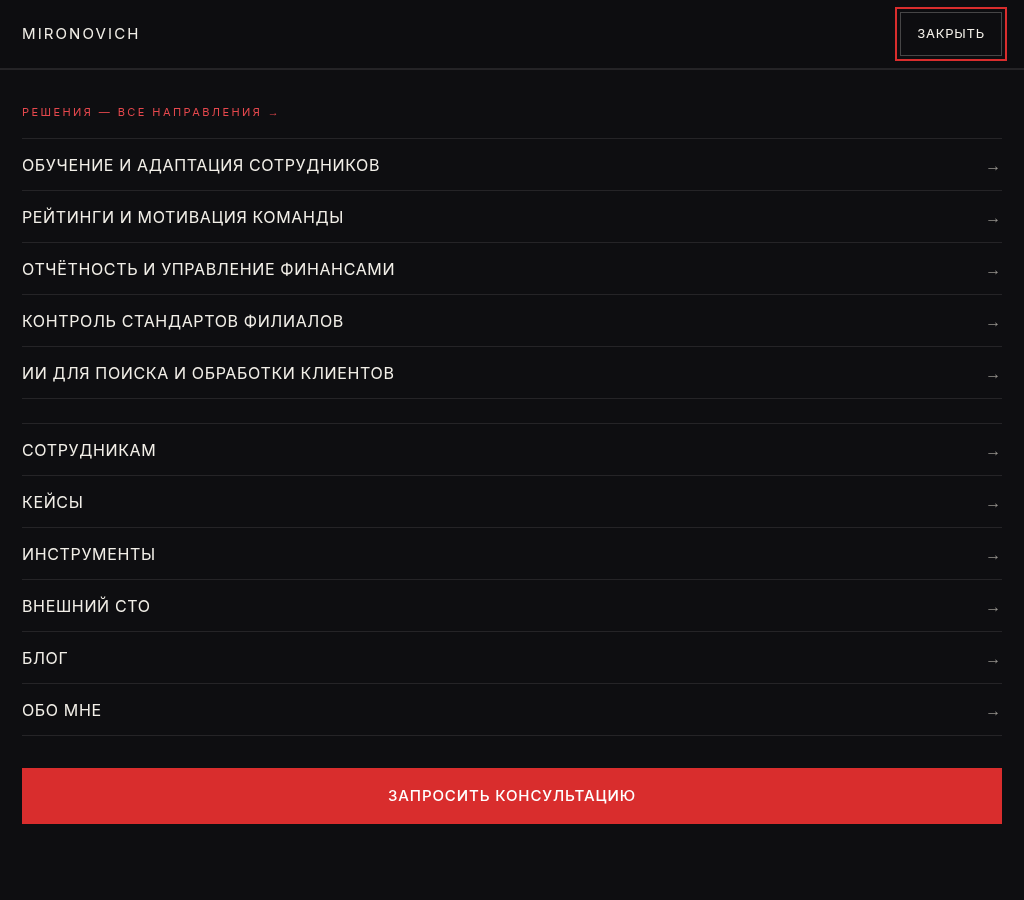 MIRONOVICH
ЗАКРЫТЬ
РЕШЕНИЯ — ВСЕ НАПРАВЛЕНИЯ →
ОБУЧЕНИЕ И АДАПТАЦИЯ СОТРУДНИКОВ →
РЕЙТИНГИ И МОТИВАЦИЯ КОМАНДЫ →
ОТЧЁТНОСТЬ И УПРАВЛЕНИЕ ФИНАНСАМИ →
КОНТРОЛЬ СТАНДАРТОВ ФИЛИАЛОВ →
ИИ ДЛЯ ПОИСКА И ОБРАБОТКИ КЛИЕНТОВ →
СОТРУДНИКАМ →
КЕЙСЫ →
ИНСТРУМЕНТЫ →
ВНЕШНИЙ СТО →
БЛОГ →
ОБО МНЕ →
ЗАПРОСИТЬ КОНСУЛЬТАЦИЮ